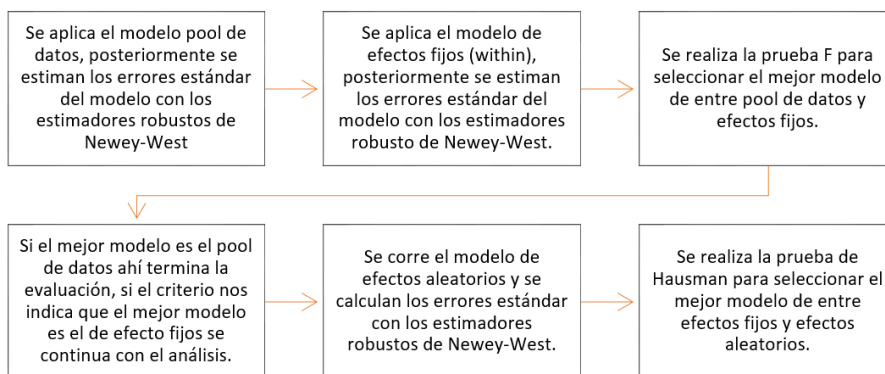 Se aplica el modelo pool de
datos, posteriormente se
estiman los errores estándar
del modelo con los
estimadores robustos de
Newey-West
Se aplica el modelo de
efectos fijos (within),
posteriormente se estiman
los errores estándar del
modelo con los estimadores
robusto de Newey-West.
Se realiza la prueba F para
seleccionar el mejor modelo
de entre pool de datos y
efectos fijos.
Si el mejor modelo es el pool
de datos ahí termina la
evaluación, si el criterio nos
indica que el mejor modelo
es el de efecto fijos se
continua con el análisis.
Se corre el modelo de
efectos aleatorios y se
calculan los errores estándar
con los estimadores
robustos de Newey-West.
Se realiza la prueba de
Hausman para seleccionar el
mejor modelo de entre
efectos fijos y efectos
aleatorios.